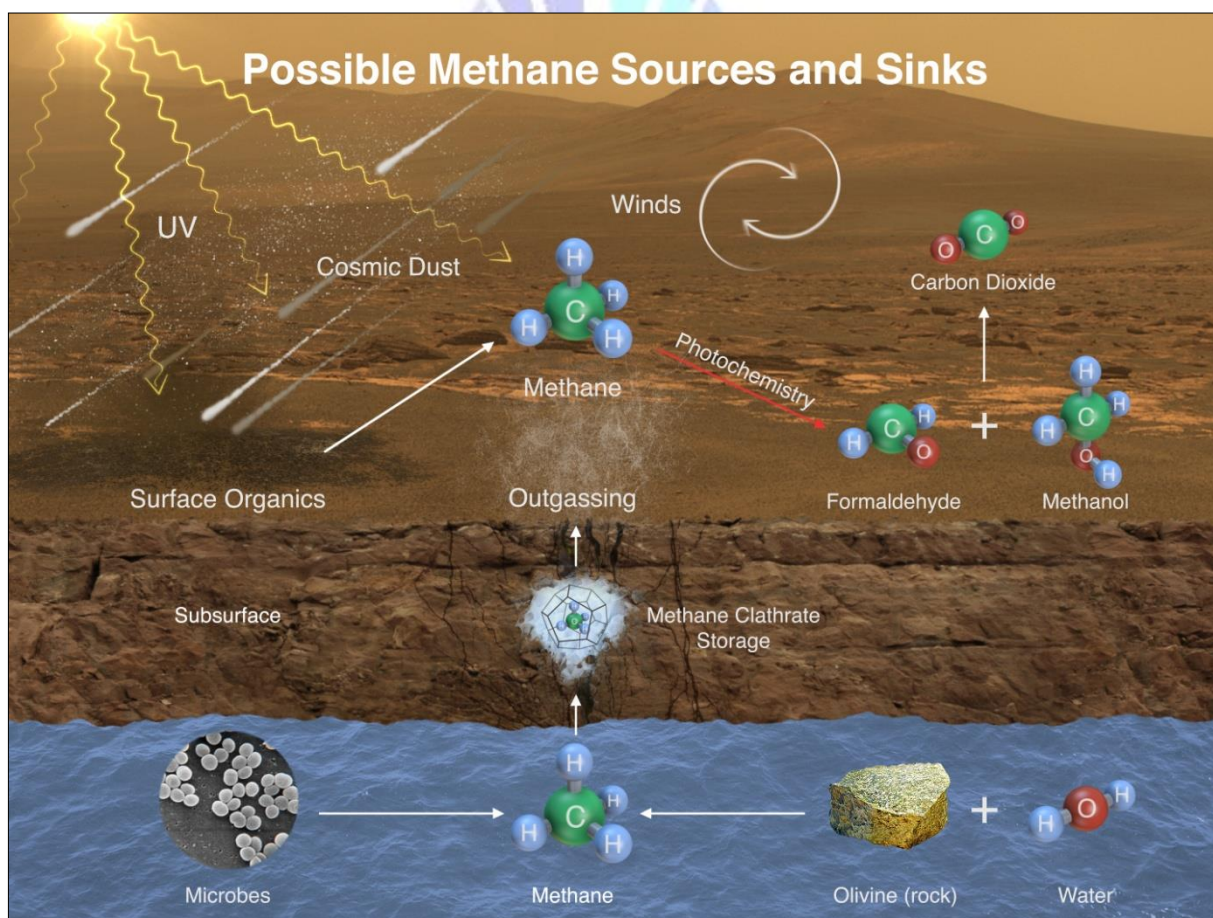 Possible Methane Sources and Sinks
UV
Cosmic Dust
Winds
H
H
C
H
H
Methane
O
C
O
Carbon Dioxide
Photochemistry
H
C
H
O
Formaldehyde
+
H
C
H
H
O
H
Methanol
Surface Organics
Outgassing
Subsurface
Methane Clathrate
Storage
H
H
C
H
H
Microbes
Methane
Olivine (rock)
+
H
O
H
Water